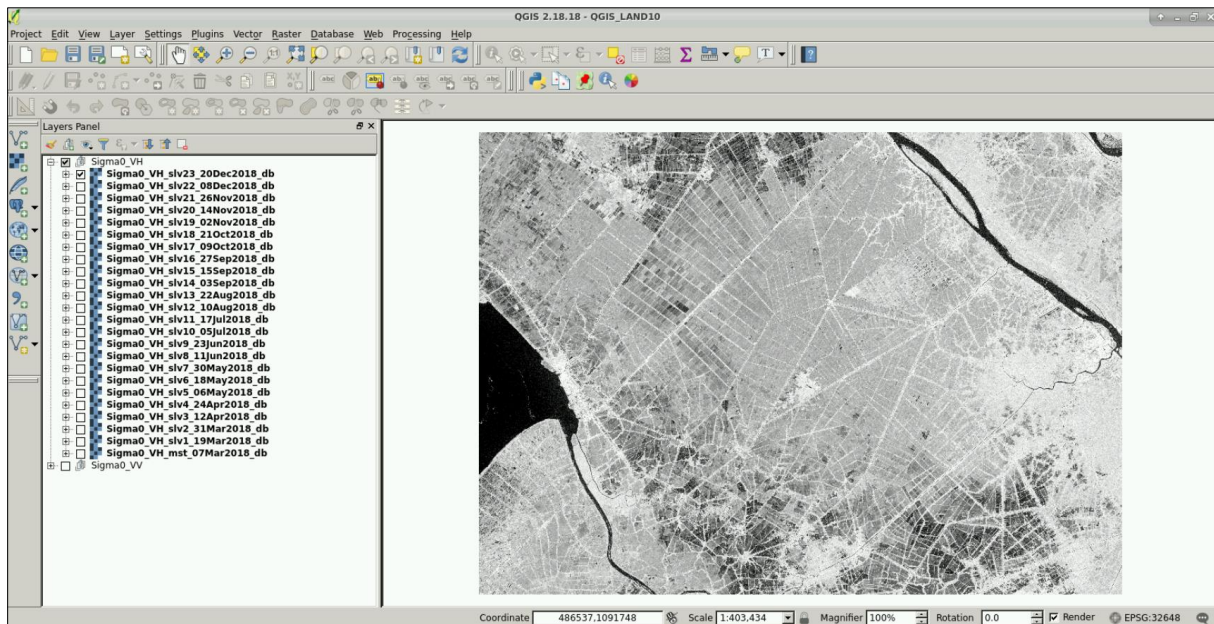 QGIS 2.18.18 - QGIS_LAND10
Project Edit View Layer Settings Plugins Vector Raster Database Web Processing Help
Layers Panel
Sigma0_VH
Sigma0_VH_slv23_20Dec2018_db
Sigma0_VH_slv22_08Dec2018_db
Sigma0_VH_slv21_26Nov2018_db
Sigma0_VH_slv20_14Nov2018_db
Sigma0_VH_slv19_02Nov2018_db
Sigma0_VH_slv18_21Oct2018_db
Sigma0_VH_slv17_09Oct2018_db
Sigma0_VH_slv16_27Sep2018_db
Sigma0_VH_slv15_15Sep2018_db
Sigma0_VH_slv14_03Sep2018_db
Sigma0_VH_slv13_22Aug2018_db
Sigma0_VH_slv12_10Aug2018_db
Sigma0_VH_slv11_17Jul2018_db
Sigma0_VH_slv10_05Jul2018_db
Sigma0_VH_slv9_23Jun2018_db
Sigma0_VH_slv8_11Jun2018_db
Sigma0_VH_slv7_30May2018_db
Sigma0_VH_slv6_18May2018_db
Sigma0_VH_slv5_06May2018_db
Sigma0_VH_slv4_24Apr2018_db
Sigma0_VH_slv3_12Apr2018_db
Sigma0_VH_slv2_31Mar2018_db
Sigma0_VH_slv1_19Mar2018_db
Sigma0_VH_mst_07Mar2018_db
Sigma0_VV
Coordinate 486537,1091748 Scale 1:403,434 Magnifier 100% Rotation 0.0 Render EPSG:32648